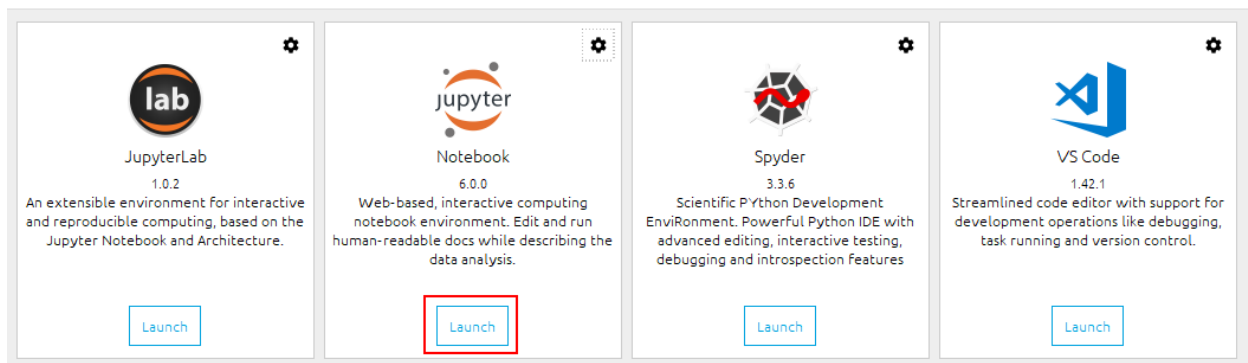 lab
JupyterLab
1.0.2
An extensible environment for interactive
and reproducible computing, based on the
Jupyter Notebook and Architecture.
Launch
jupyter
Notebook
6.0.0
Web-based, interactive computing
notebook environment. Edit and run
human-readable docs while describing the
data analysis.
Launch
Spyder
3.3.6
Scientific PYthon Development
EnviRonment. Powerful Python IDE with
advanced editing, interactive testing,
debugging and introspection features
Launch
VS Code
1.42.1
Streamlined code editor with support for
development operations like debugging,
task running and version control.
Launch